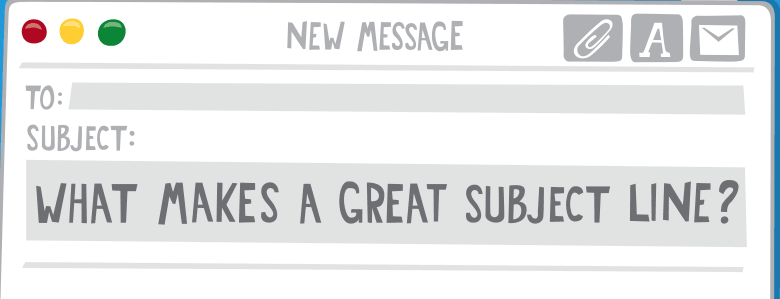 NEW MESSAGE
A
TO:
SUBJECT:
WHAT MAKES A GREAT SUBJECT LINE?